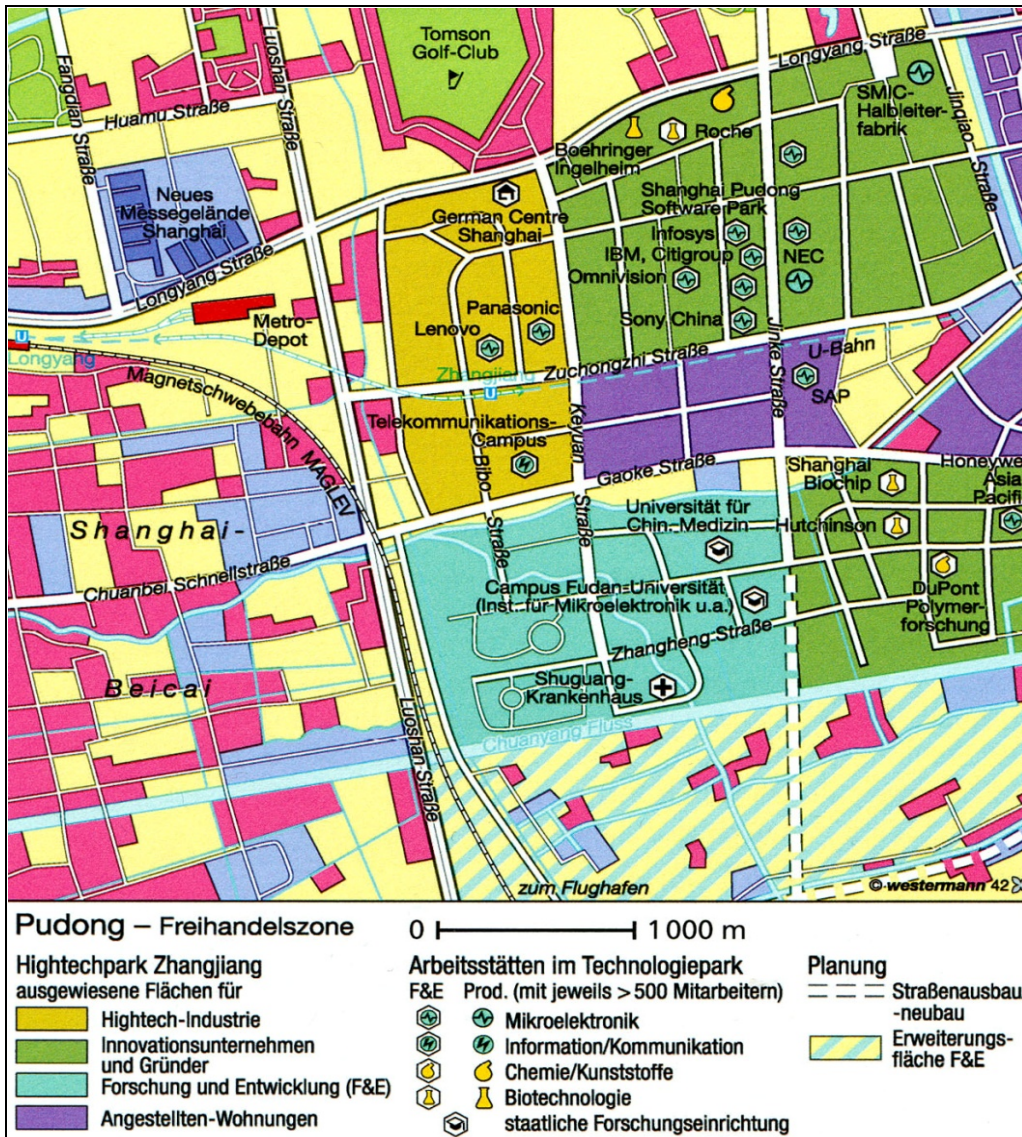 Tomson
Golf-Club
Longyang Straße
SMIC-
Halbleiter-
fabrik
Jinqiao-Straße
Fangdian Straße
Luoshan Straße
Huamu Straße
Roche
Boehringer
Ingelheim
Neues
Messegelände
Shanghai
German Centre
Shanghai
Shanghai Pudong
Software Park
Infosys
IBM, Citigroup
NEC
Omnivision
Longyang Straße
Panasonic
Sony China
Metro-
Depot
Lenovo
Jinke Straße
U
Longyang
Zhangjiang
U
Zuchongzhi Straße
U-Bahn
SAP
Magnetschwebebahn MAGLEV
Telekommunikations-
Campus
Keyuan
Straße
Bibo
Straße
Gaoke Straße
Shanghai
Biochip
Honeywe
Asia
Pacifi
Shanghai-
Universität für
Chin. Medizin
Hutchinson
Chuanbei Schnellstraße
Campus Fudan-Universität
(Inst. für Mikroelektronik u.a.)
DuPont
Polymer-
forschung
Zhangheng-Straße
Beicai
Shuguang-
Krankenhaus
Luoshan Straße
Chuanyang Fluss
zum Flughafen
© westermann 42
Pudong – Freihandelszone
0 1000 m
Hightechpark Zhangjiang
ausgewiesene Flächen für
Hightech-Industrie
Innovationsunternehmen
und Gründer
Forschung und Entwicklung (F&E)
Angestellten-Wohnungen
Arbeitsstätten im Technologiepark
F&E Prod. (mit jeweils > 500 Mitarbeitern)
Mikroelektronik
Information/Kommunikation
Chemie/Kunststoffe
Biotechnologie
staatliche Forschungseinrichtung
Planung
Straßenausbau
-neubau
Erweiterungs-
fläche F&E